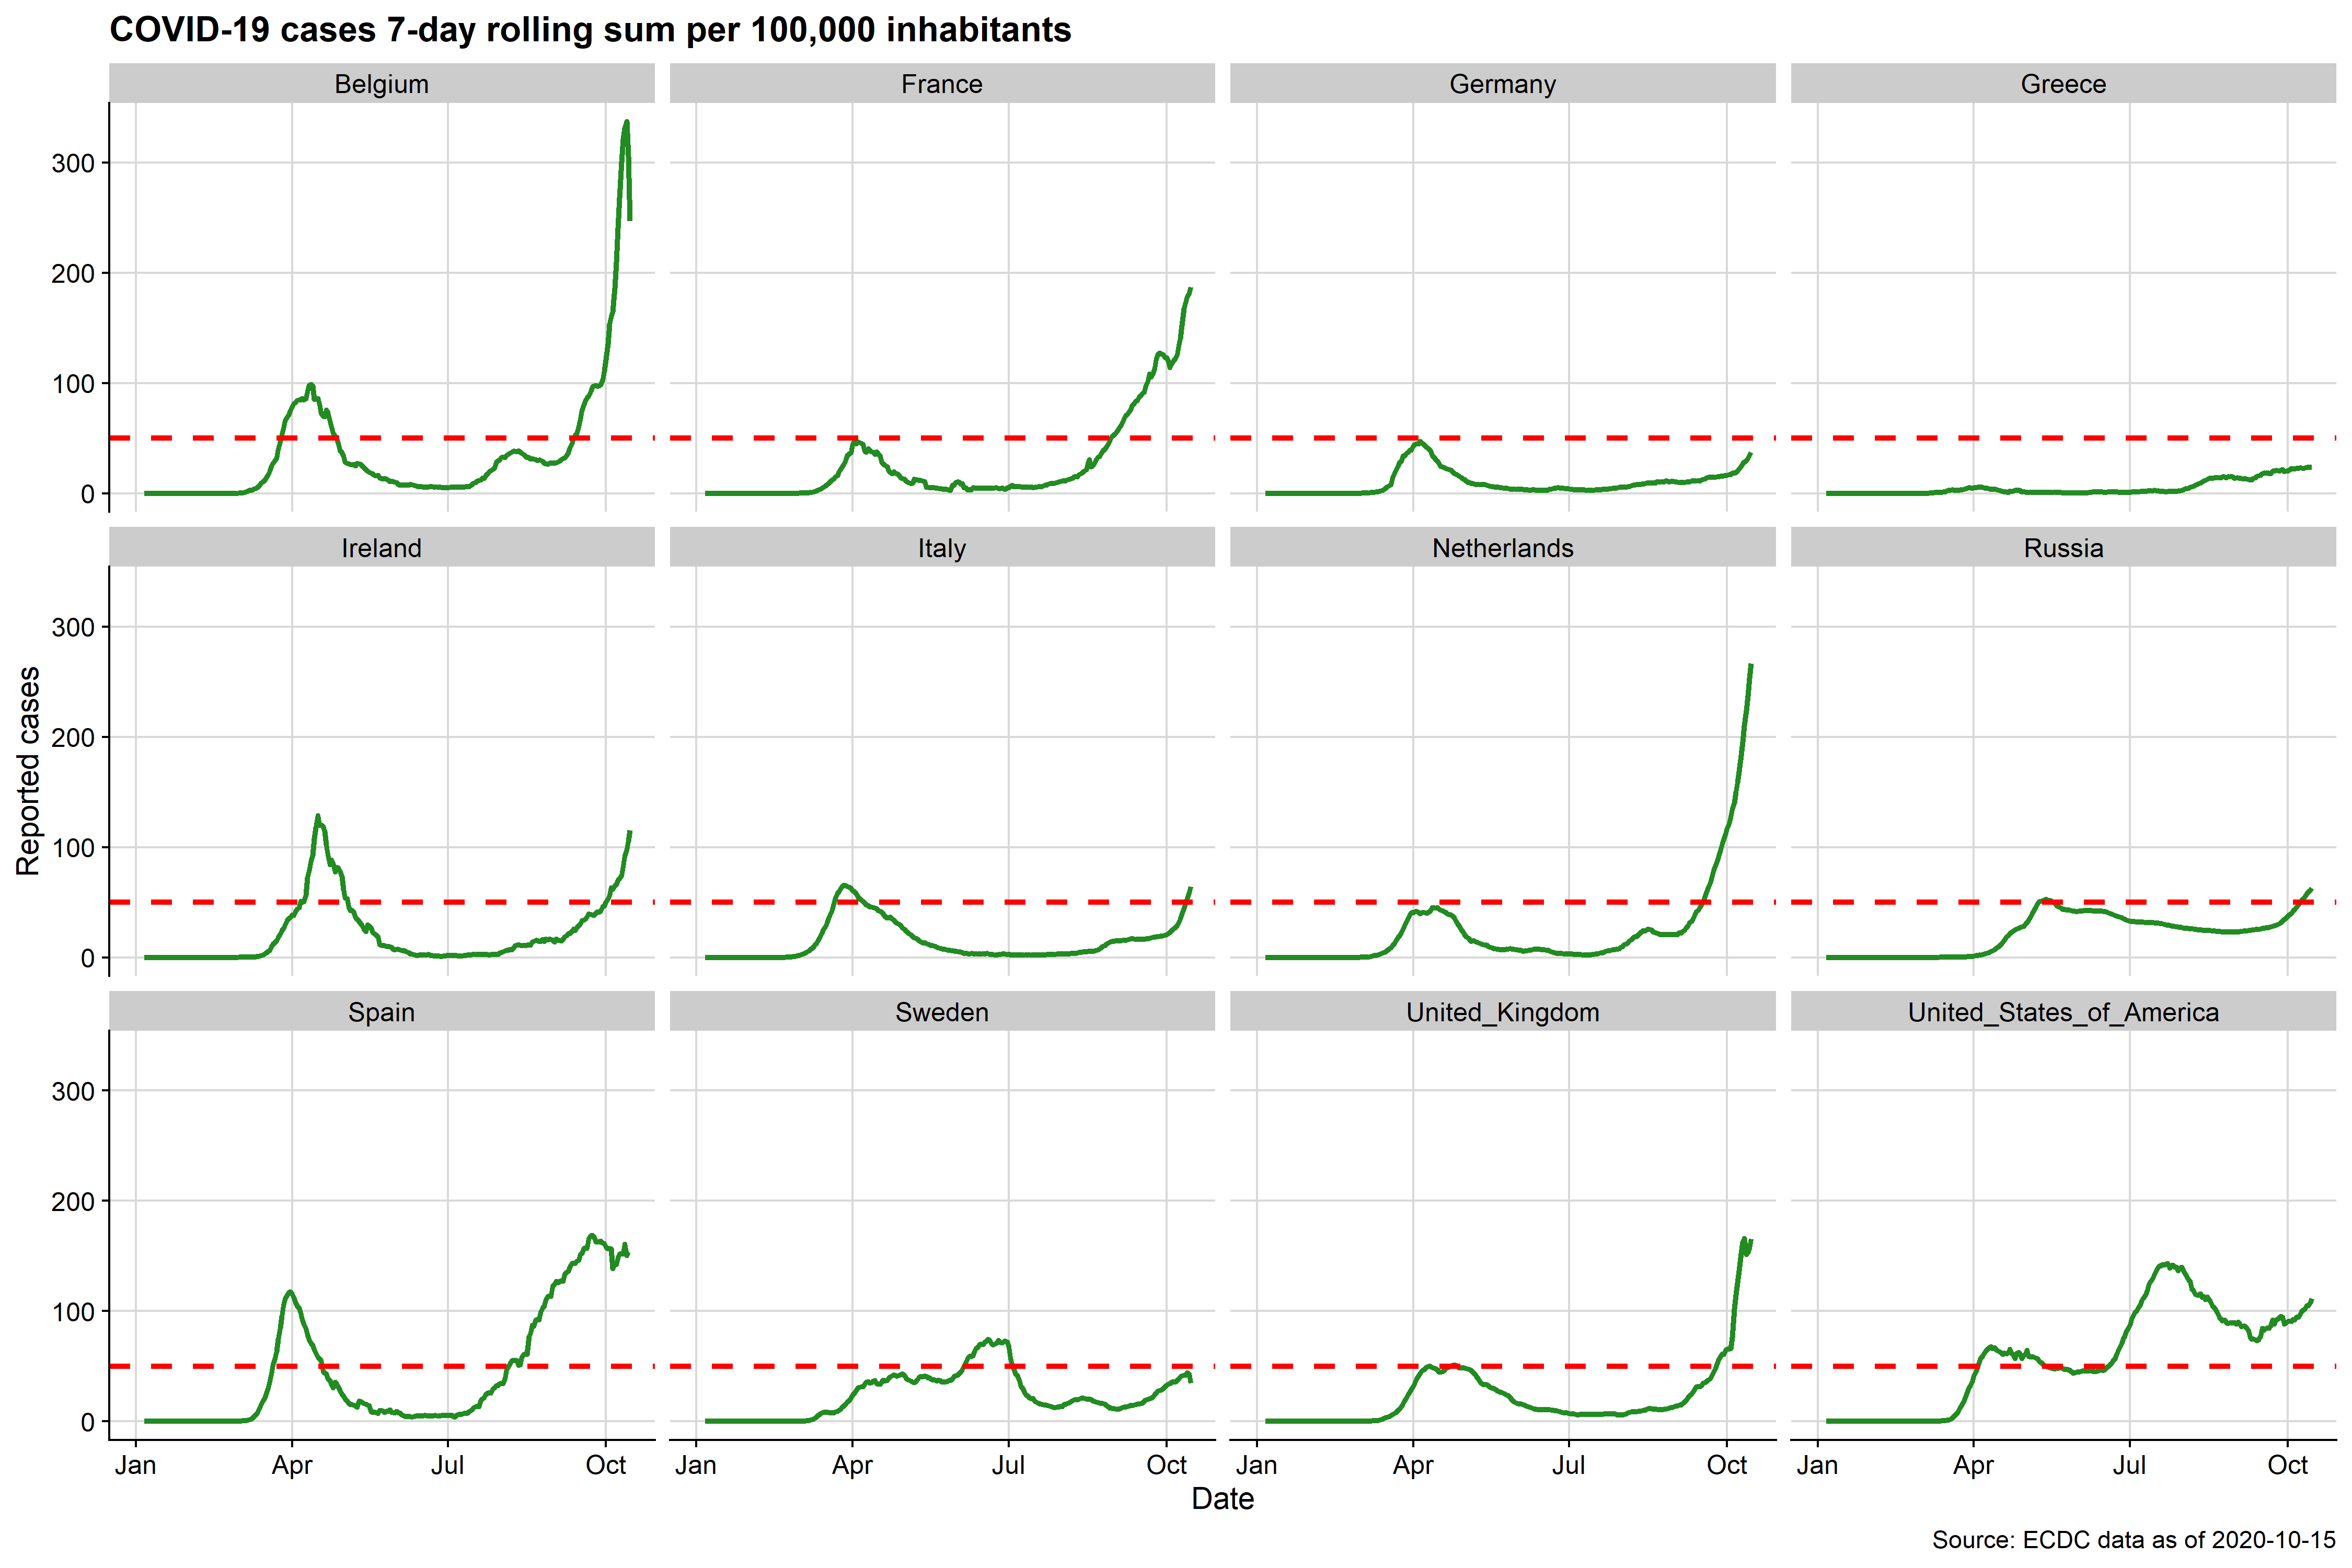 COVID-19 cases 7-day rolling sum per 100,000 inhabitants
Belgium France Germany Greece
300
200
100
0
Ireland Italy Netherlands Russia
Reported cases
300
200
100
0
Spain Sweden United_Kingdom United_States_of_America
300
200
100
0
Jan Apr Jul Oct Jan Apr Jul Oct Jan Apr Jul Oct Jan Apr Jul Oct
Date
Source: ECDC data as of 2020-10-15